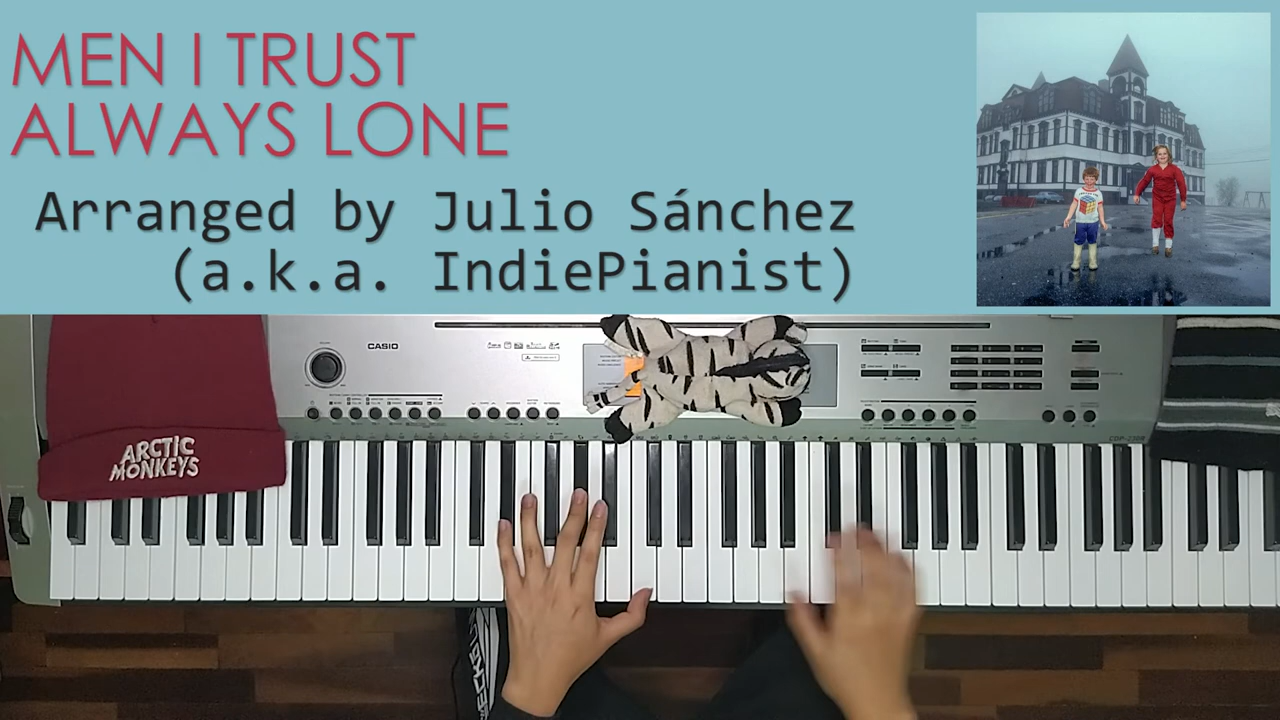 MEN I TRUST
ALWAYS LONE
Arranged by Julio Sánchez
(a.k.a. IndiePianist)
CASIO
ARCTIC
MONKEYS